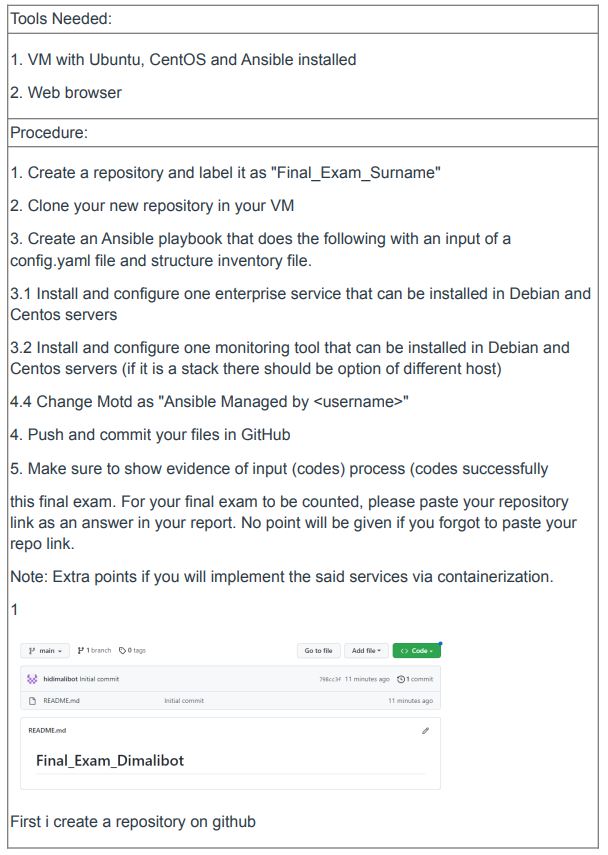 Tools Needed:
1. VM with Ubuntu, CentOS and Ansible installed
2. Web browser
Procedure:
1. Create a repository and label it as "Final_Exam_Surname"
2. Clone your new repository in your VM
3. Create an Ansible playbook that does the following with an input of a
config.yaml file and structure inventory file.
3.1 Install and configure one enterprise service that can be installed in Debian and
Centos servers
3.2 Install and configure one monitoring tool that can be installed in Debian and
Centos servers (if it is a stack there should be option of different host)
4.4 Change Motd as "Ansible Managed by <username>"
4. Push and commit your files in GitHub
5. Make sure to show evidence of input (codes) process (codes successfully
this final exam. For your final exam to be counted, please paste your repository
link as an answer in your report. No point will be given if you forgot to paste your
repo link.
Note: Extra points if you will implement the said services via containerization.
1
main 1 branch 0 tags Go to file Add file Code
hidimalibot Initial commit 798cc3f 11 minutes ago 1 commit
README.md Initial commit 11 minutes ago
README.md
Final_Exam_Dimalibot
First i create a repository on github